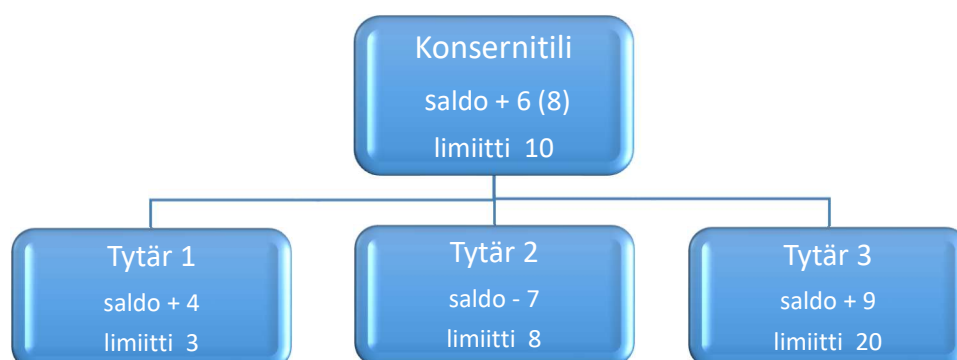 Konsernitili
saldo + 6 (8)
limiitti 10
Tytär 1
saldo + 4
limiitti 3
Tytär 2
saldo - 7
limiitti 8
Tytär 3
saldo + 9
limiitti 20